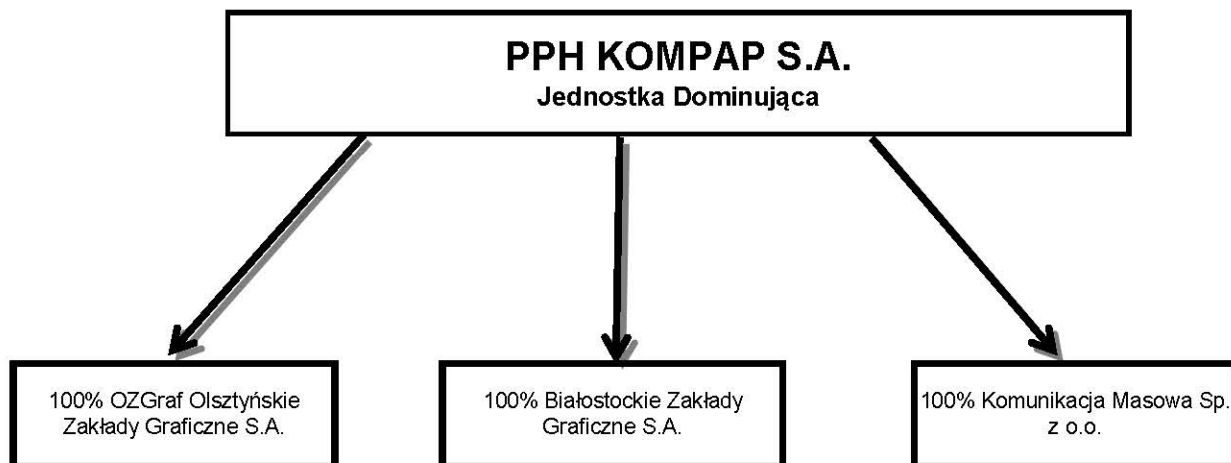 PPH KOMPAP S.A.
Jednostka Dominująca
100% OZGraf Olsztyńskie
Zakłady Graficzne S.A.
100% Białostockie Zakłady
Graficzne S.A.
100% Komunikacja Masowa Sp.
z o.o.